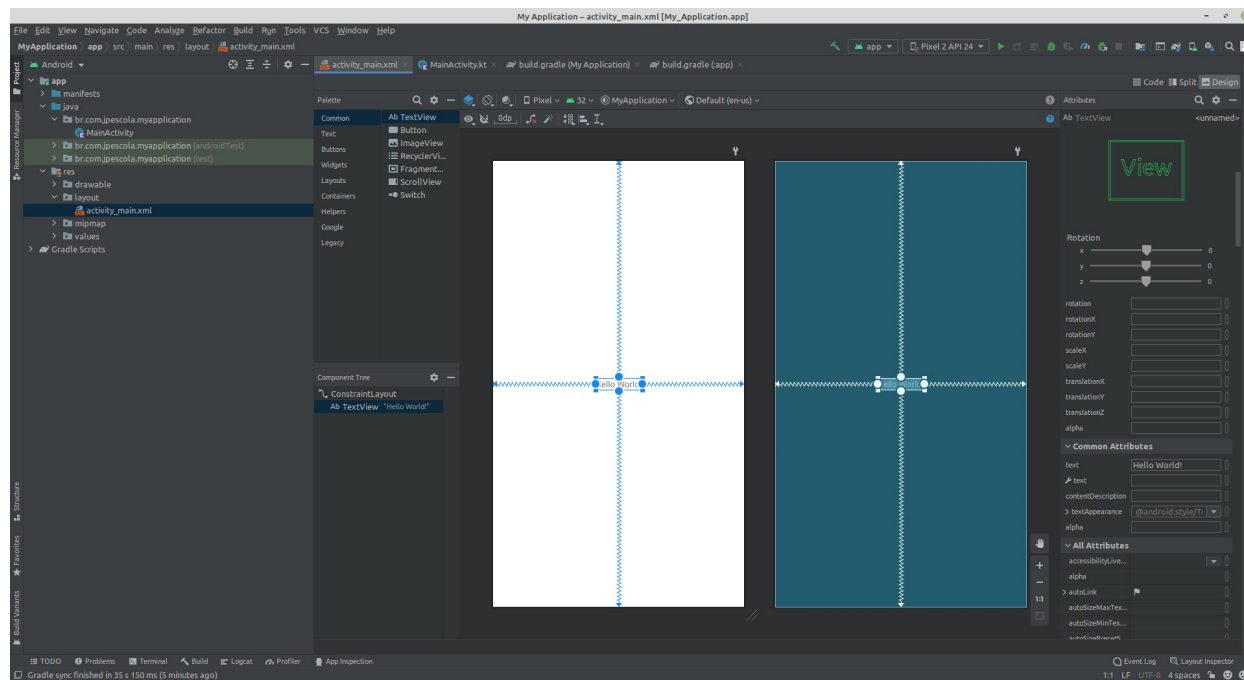 My Application – activity_main.xml [My_Application.app]
File Edit View Navigate Code Analyze Refactor Build Run Tools VCS Window Help
MyApplication app src main res layout activity_main.xml
app Pixel 2 API 24
Project
Android
activity_main.xml MainActivity.kt build.gradle (My Application) build.gradle (:app)
Code Split Design
app
manifests
java
br.com.jpescola.myapplication
MainActivity
br.com.jpescola.myapplication (androidTest)
br.com.jpescola.myapplication (test)
res
drawable
layout
activity_main.xml
mipmap
values
Gradle Scripts
Resource Manager
Structure
Favorites
Build Variants
Palette
Common
Text
Buttons
Widgets
Layouts
Containers
Helpers
Google
Legacy
Ab TextView
Button
ImageView
RecyclerVi...
Fragment...
ScrollView
Switch
Component Tree
ConstraintLayout
Ab TextView "Hello World!"
Pixel 32 MyApplication Default (en-us)
0dp
Attributes
Ab TextView <unnamed>
View
Rotation
x 0
y 0
z 0
rotation
rotationX
rotationY
scaleX
scaleY
translationX
translationY
translationZ
alpha
Common Attributes
text Hello World!
text
contentDescription
textAppearance @android:style/Te
alpha
All Attributes
accessibilityLive...
alpha
autoLink
autoSizeMaxTex...
autoSizeMinTex...
1:1
TODO Problems Terminal Build Logcat Profiler App Inspection
Event Log Layout Inspector
Gradle sync finished in 35 s 150 ms (5 minutes ago)
1:1 LF UTF-8 4 spaces